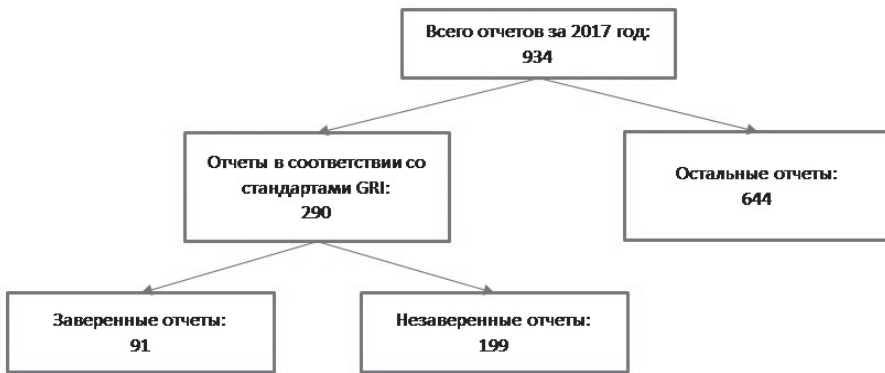 Всего отчетов за 2017 год:
934
Отчеты в соответствии со
стандартами GRI:
290
Остальные отчеты:
644
Заверенные отчеты:
91
Незаверенные отчеты:
199